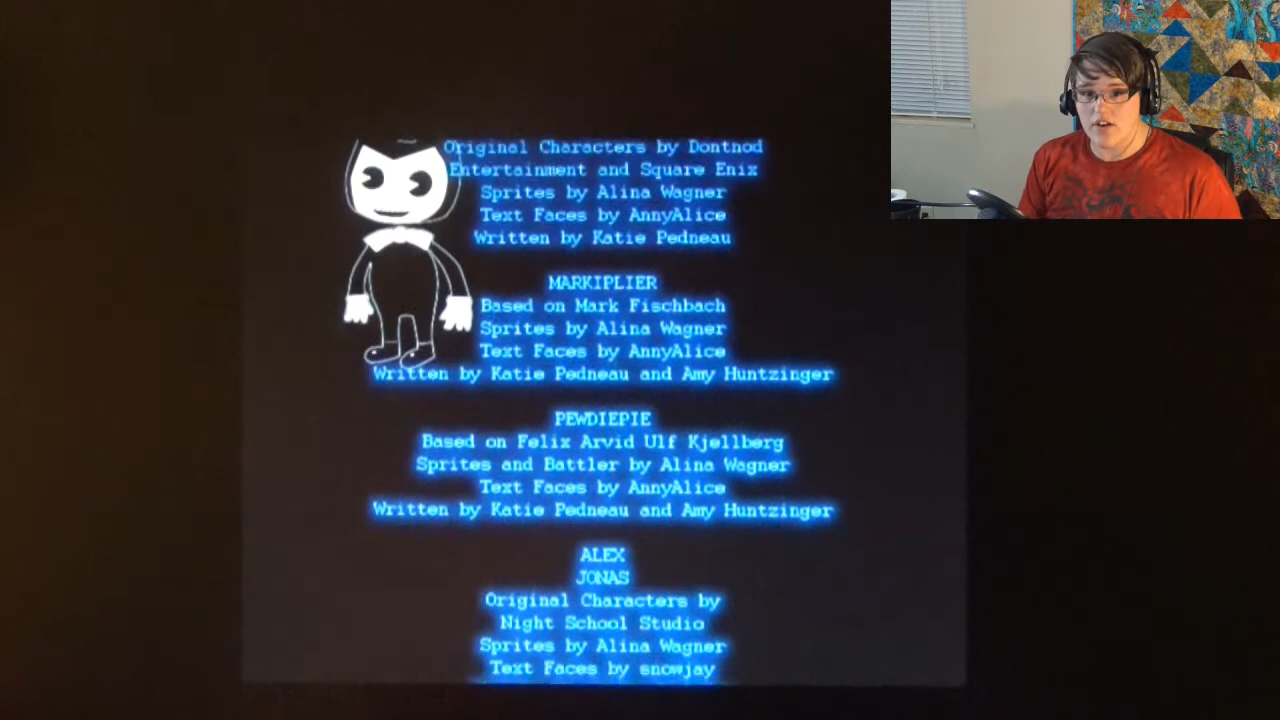 Original Characters by Dontnod
Entertainment and Square Enix
Sprites by Alina Wagner
Text Faces by AnnyAlice
Written by Katie Pedneau
MARKIPLIER
Based on Mark Fischbach
Sprites by Alina Wagner
Text Faces by AnnyAlice
Written by Katie Pedneau and Amy Huntzinger
PEWDIEPIE
Based on Felix Arvid Ulf Kjellberg
Sprites and Battler by Alina Wagner
Text Faces by AnnyAlice
Written by Katie Pedneau and Amy Huntzinger
ALEX
JONAS
Original Characters by
Night School Studio
Sprites by Alina Wagner
Text Faces by snowjay